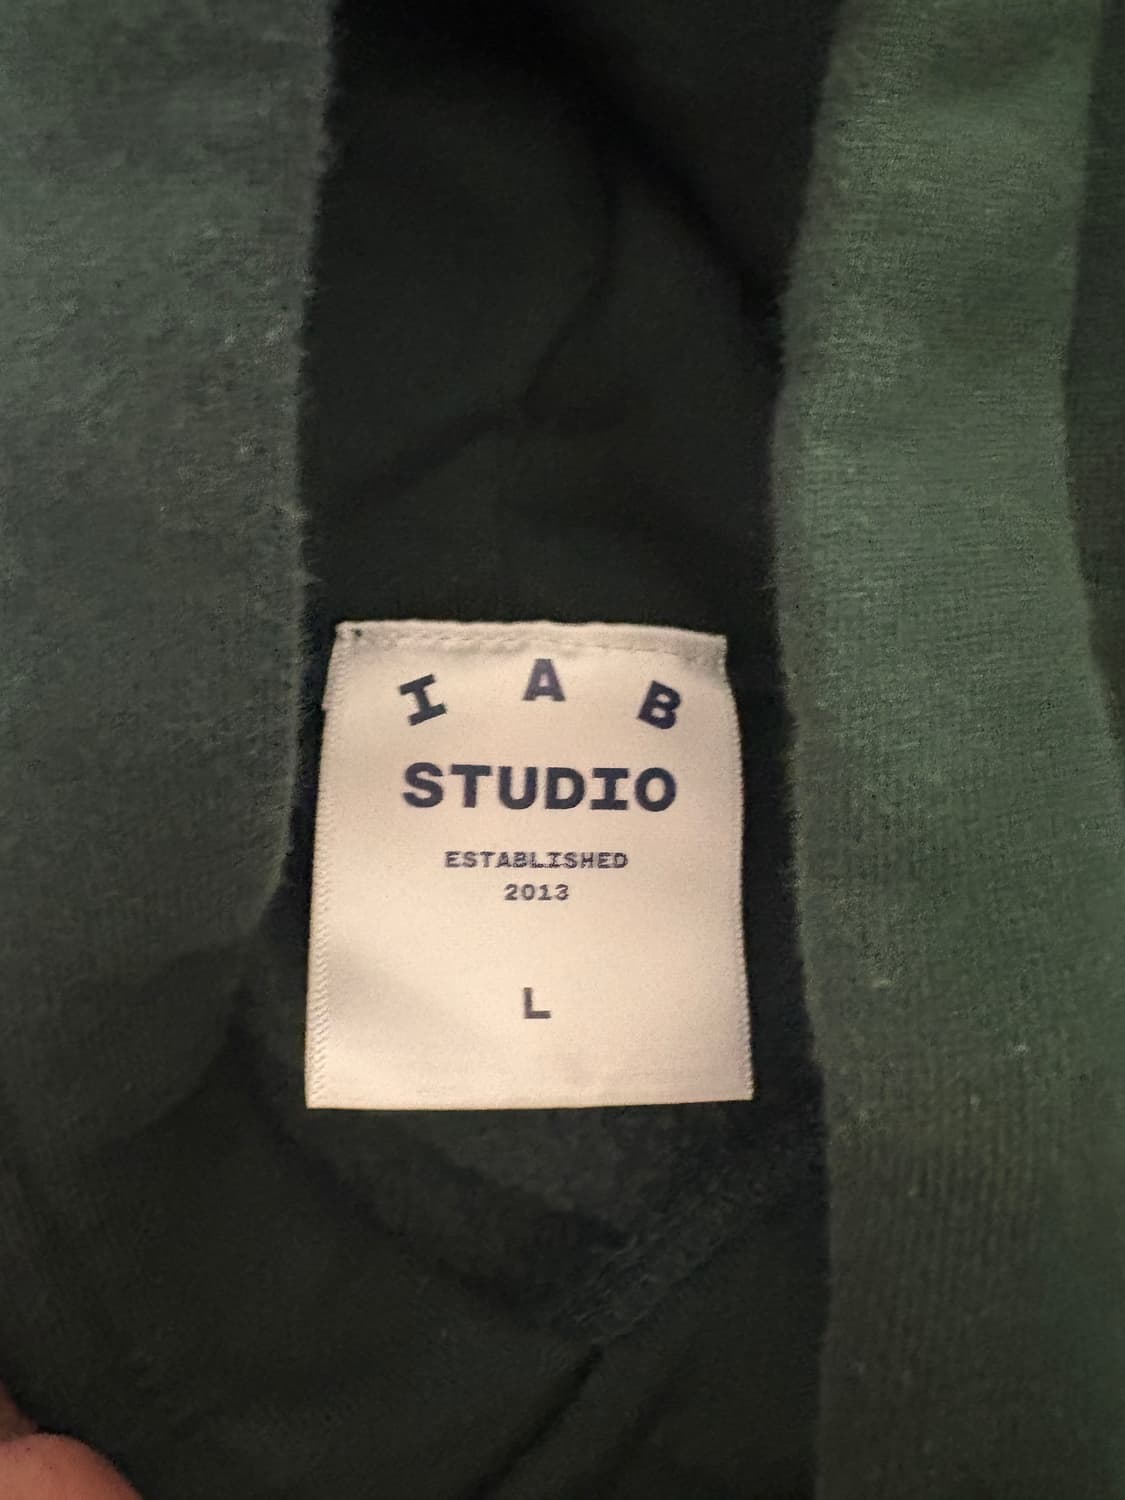 I A B
STUDIO
ESTABLISHED
2013
L